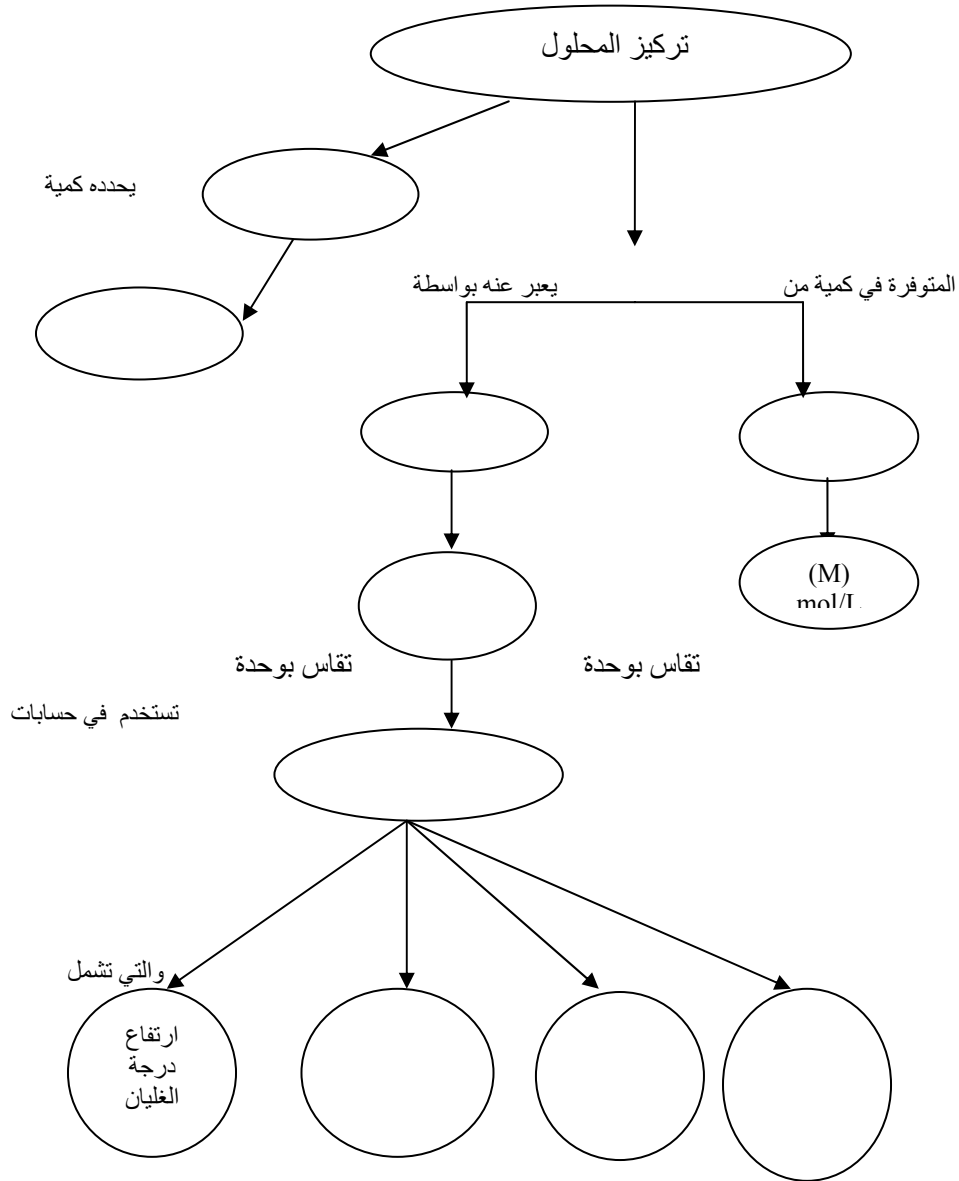 تركيز المحلول
يحدده كمية
المتوفرة في كمية من
يعبر عنه بواسطة
(M)
mol/L
تقاس بوحدة
تقاس بوحدة
تستخدم في حسابات
والتي تشمل
ارتفاع
درجة
الغليان